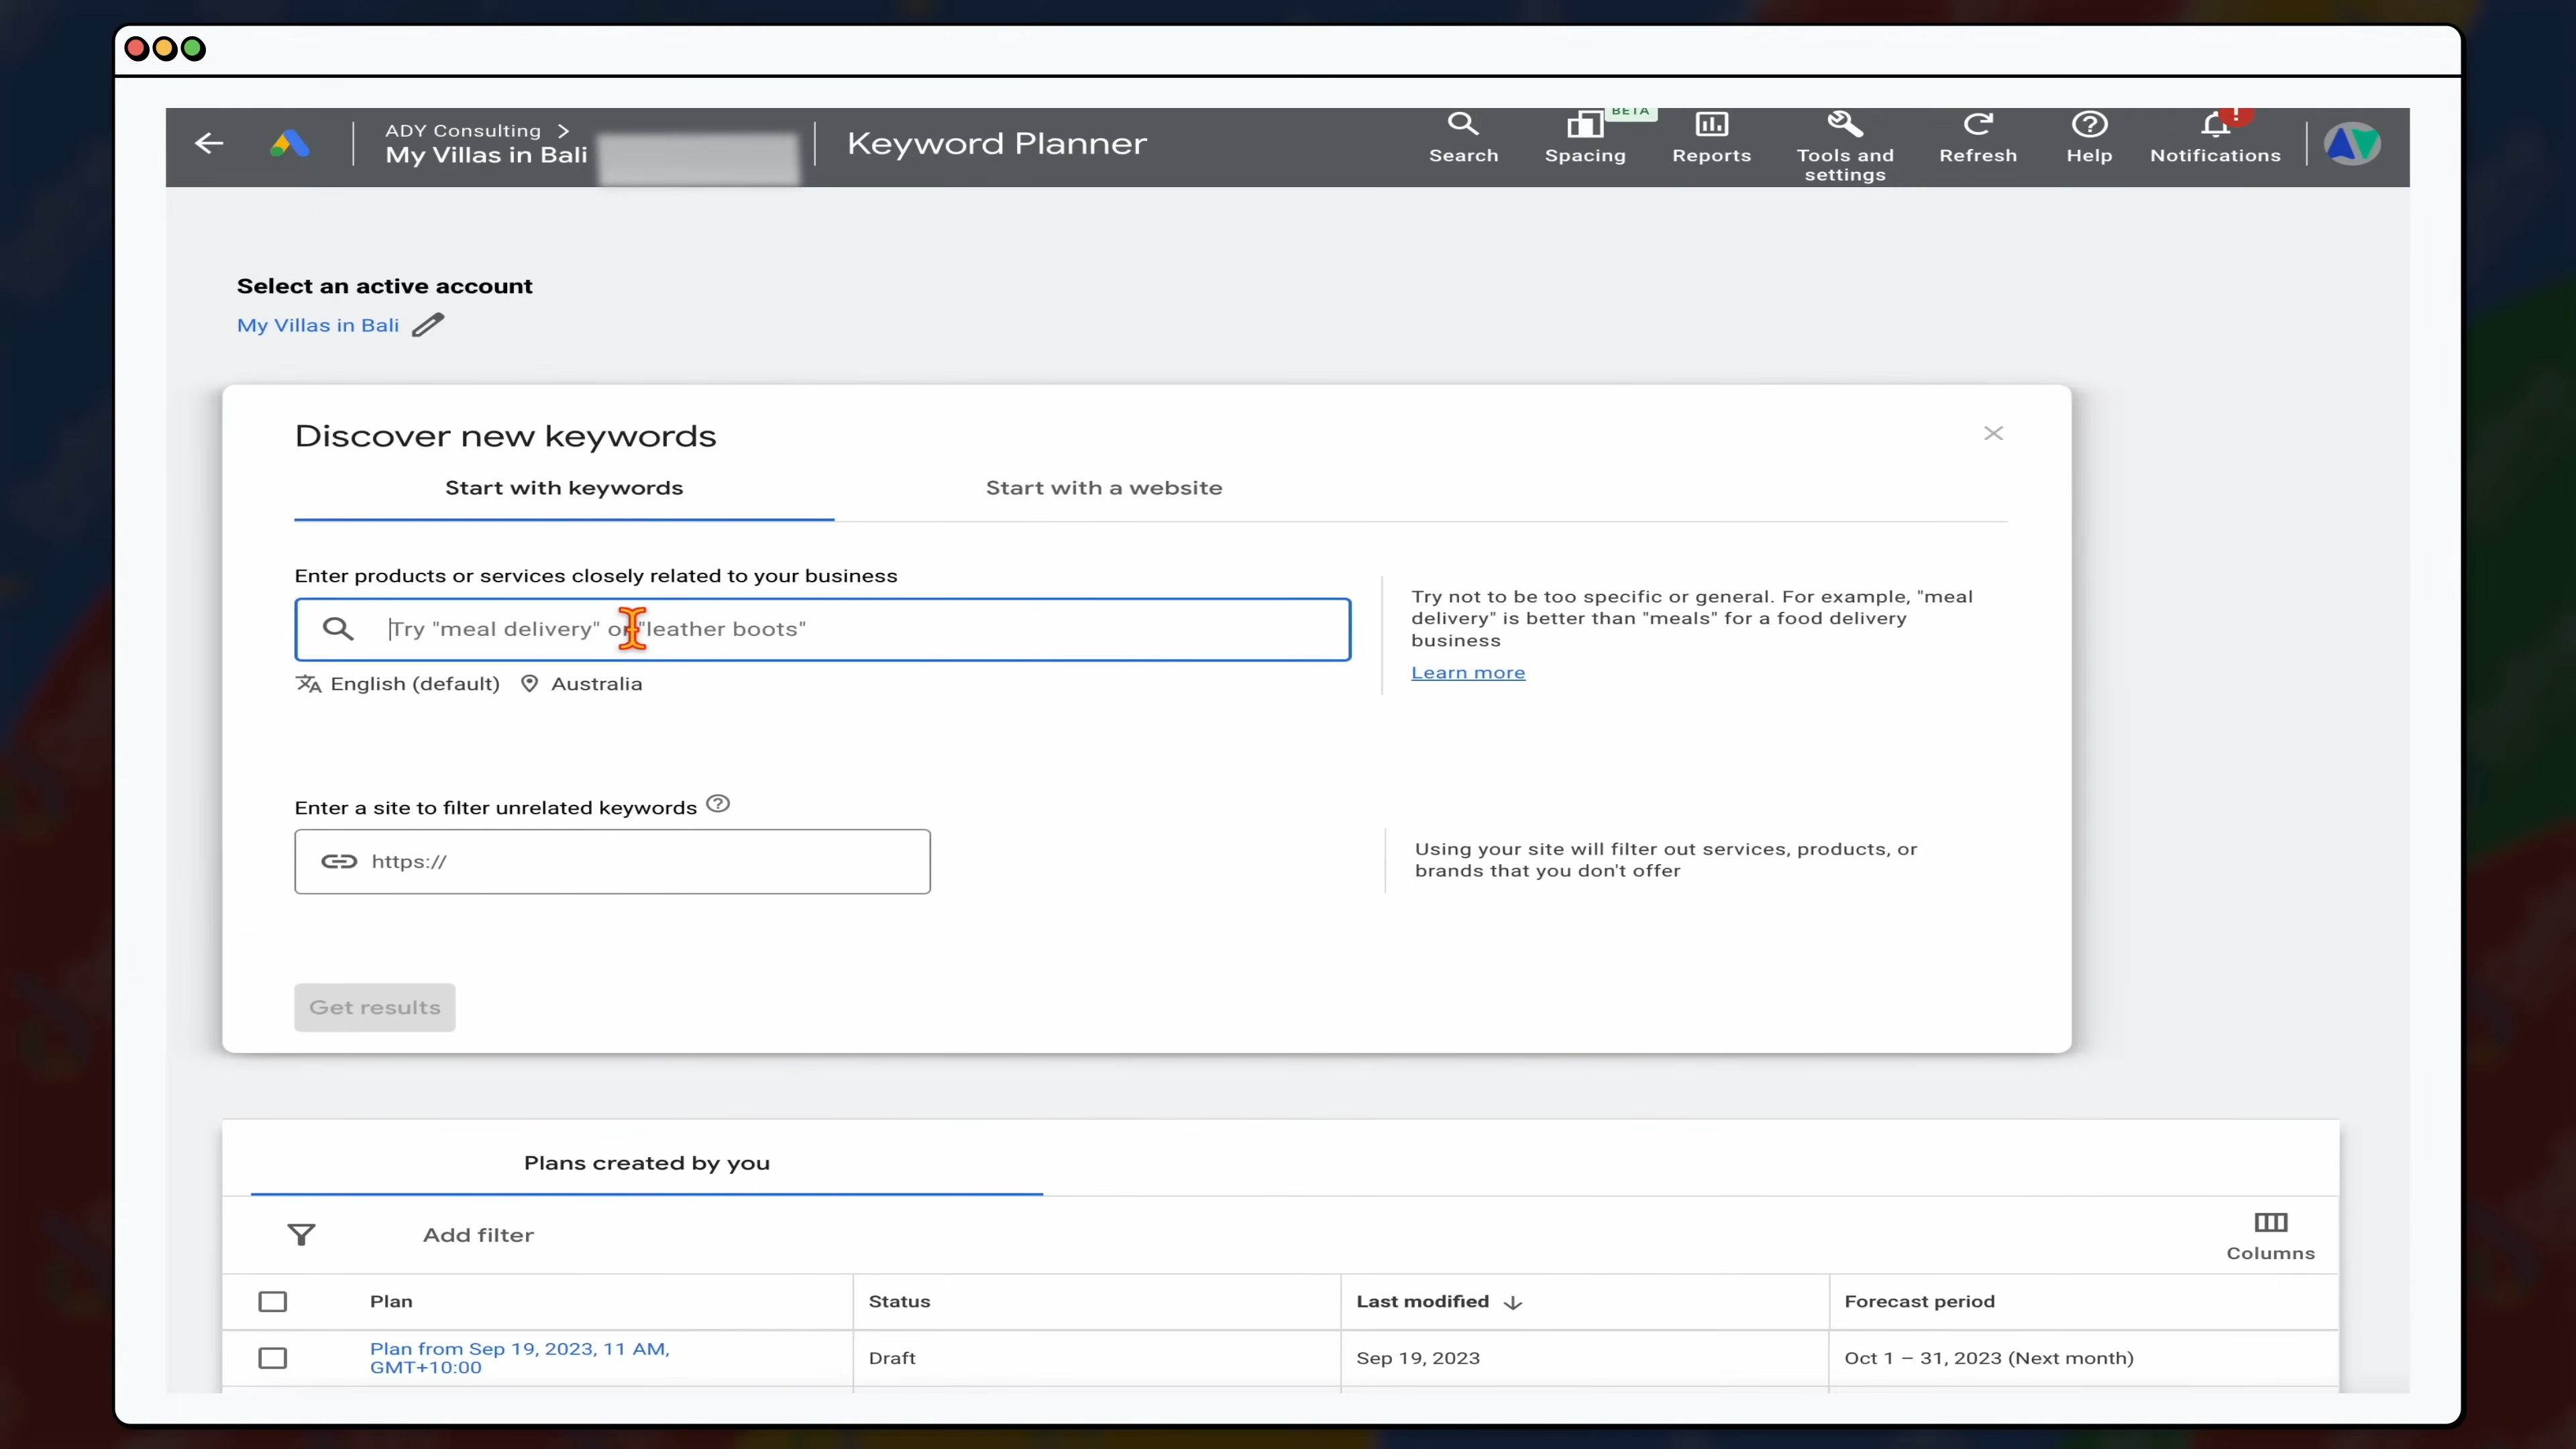 ADY Consulting >
My Villas in Bali
Keyword Planner
BETA
Search
Spacing
Reports
Tools and
settings
Refresh
Help
Notifications
Select an active account
My Villas in Bali
Discover new keywords
Start with keywords
Start with a website
Enter products or services closely related to your business
Try "meal delivery" or "leather boots"
English (default)
Australia
Try not to be too specific or general. For example, "meal
delivery" is better than "meals" for a food delivery
business
Learn more
Enter a site to filter unrelated keywords
https://
Using your site will filter out services, products, or
brands that you don't offer
Get results
Plans created by you
Add filter
Columns
Plan
Status
Last modified
Forecast period
Plan from Sep 19, 2023, 11 AM,
GMT+10:00
Draft
Sep 19, 2023
Oct 1 – 31, 2023 (Next month)